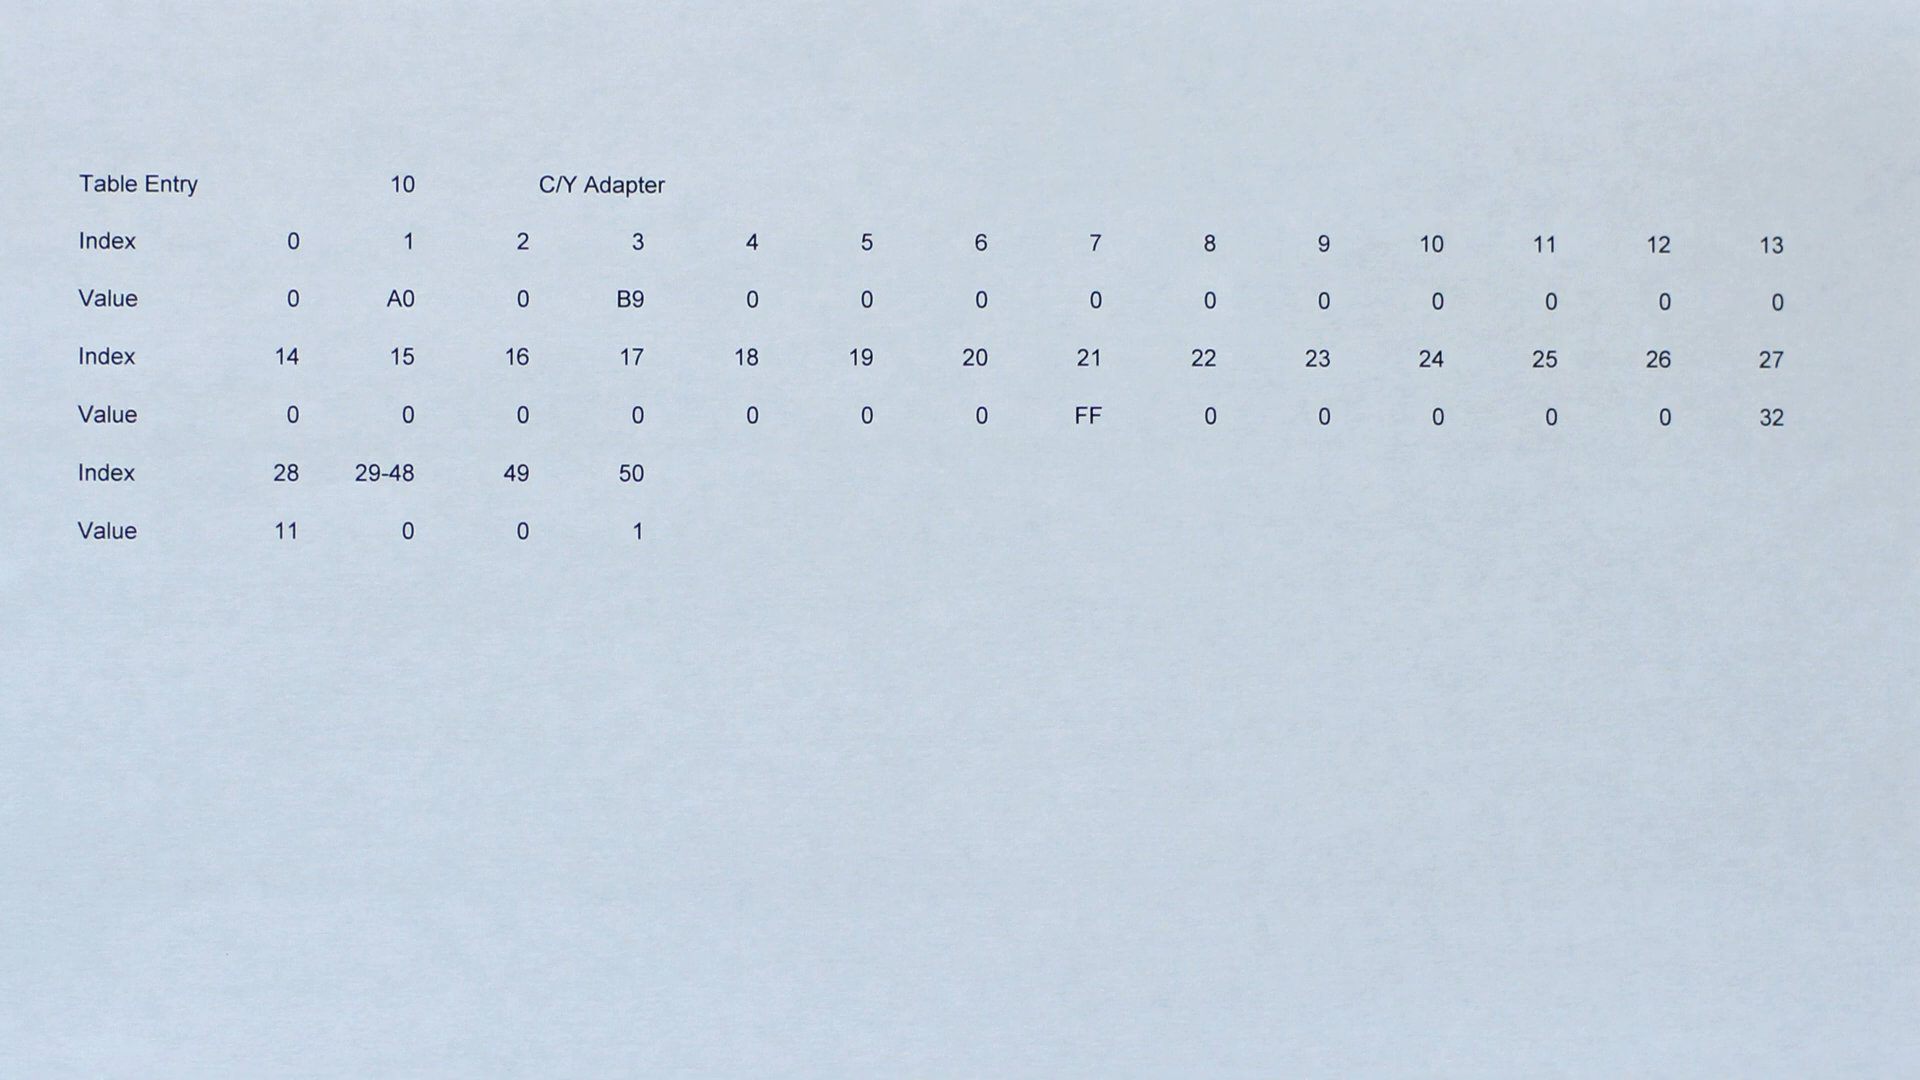 Table Entry 10 C/Y Adapter
Index 0 1 2 3 4 5 6 7 8 9 10 11 12 13
Value 0 A0 0 B9 0 0 0 0 0 0 0 0 0 0
Index 14 15 16 17 18 19 20 21 22 23 24 25 26 27
Value 0 0 0 0 0 0 0 FF 0 0 0 0 0 32
Index 28 29-48 49 50
Value 11 0 0 1